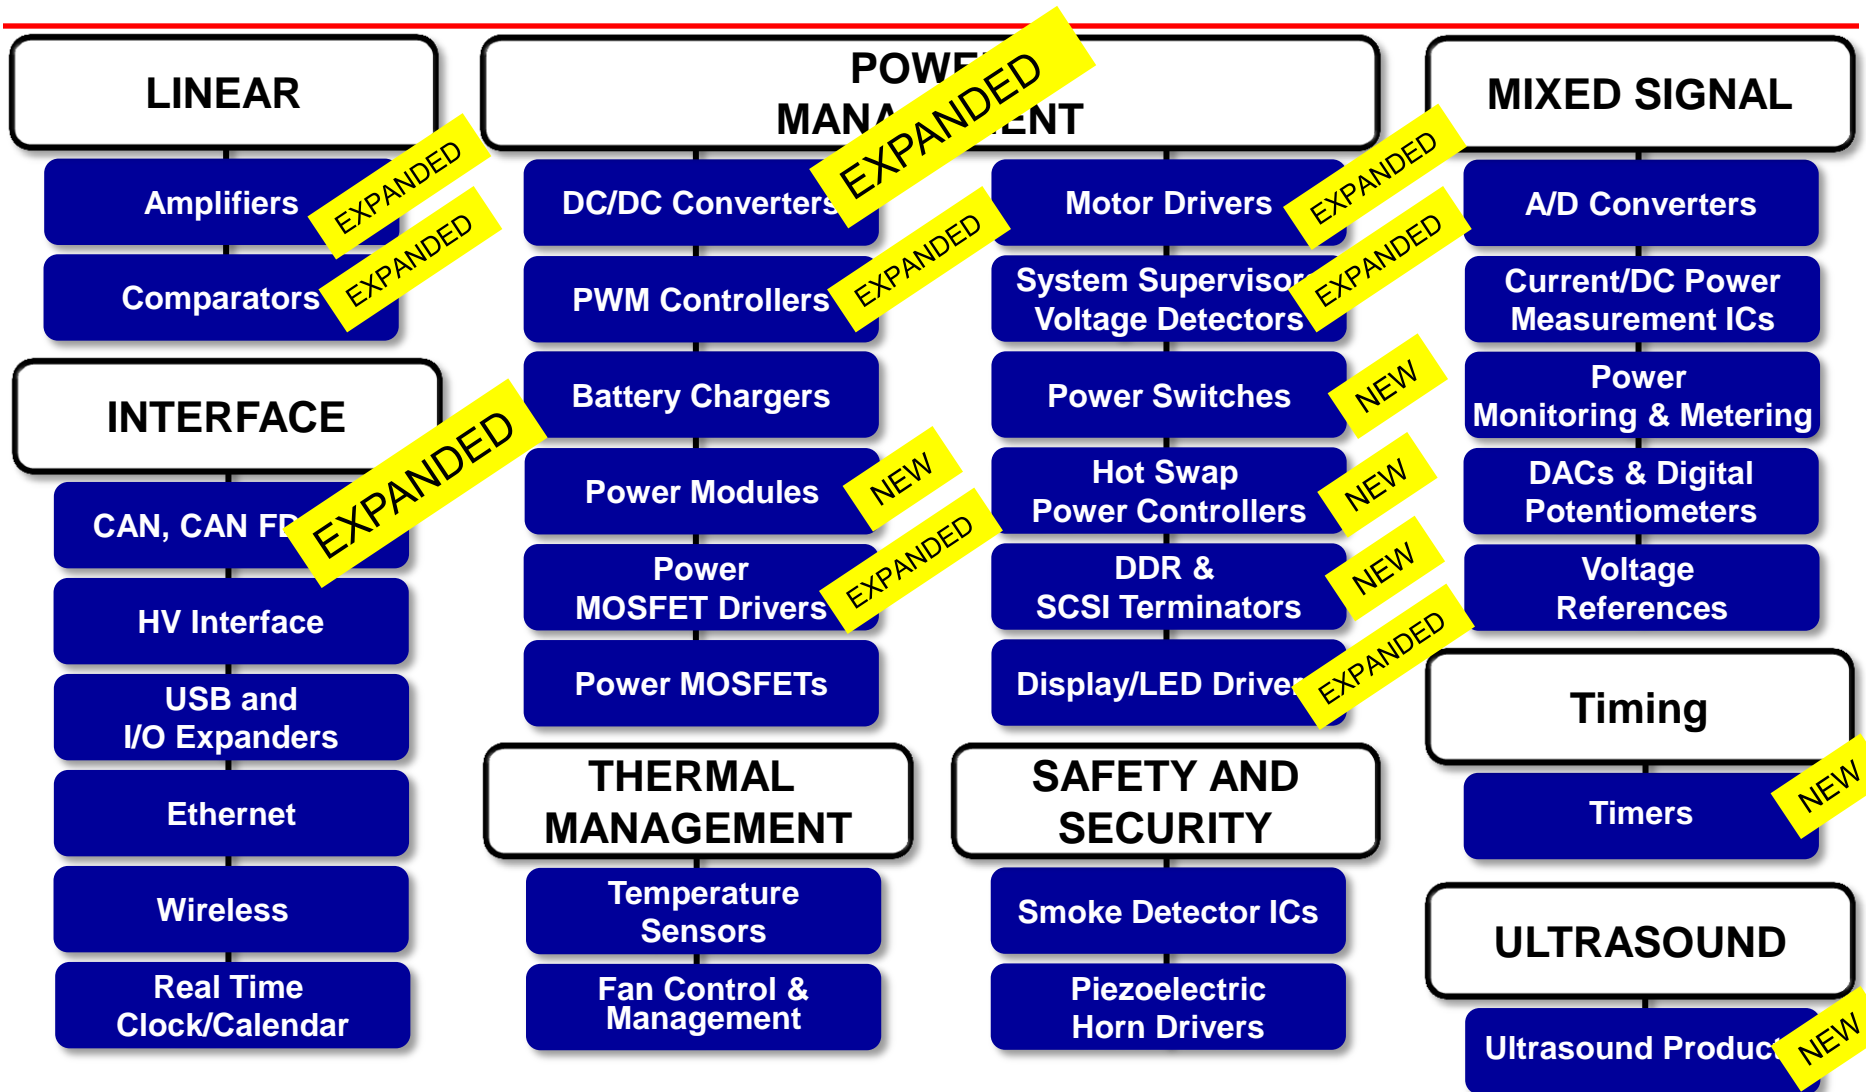 LINEAR
Amplifiers
EXPANDED
Comparators
EXPANDED
INTERFACE
EXPANDED
CAN, CAN FD
HV Interface
USB and
I/O Expanders
Ethernet
Wireless
Real Time
Clock/Calendar
EXPANDED
DC/DC Converters
PWM Controllers
EXPANDED
Battery Chargers
Power Modules
NEW
Power
MOSFET Drivers
EXPANDED
Power MOSFETs
Motor Drivers
EXPANDED
System Supervisors
Voltage Detectors
EXPANDED
Power Switches
NEW
Hot Swap
Power Controllers
NEW
DDR &
SCSI Terminators
NEW
Display/LED Driver
EXPANDED
THERMAL
MANAGEMENT
Temperature
Sensors
Fan Control &
Management
SAFETY AND
SECURITY
Smoke Detector ICs
Piezoelectric
Horn Drivers
MIXED SIGNAL
A/D Converters
Current/DC Power
Measurement ICs
Power
Monitoring & Metering
DACs & Digital
Potentiometers
Voltage
References
Timing
Timers
NEW
ULTRASOUND
Ultrasound Product
NEW